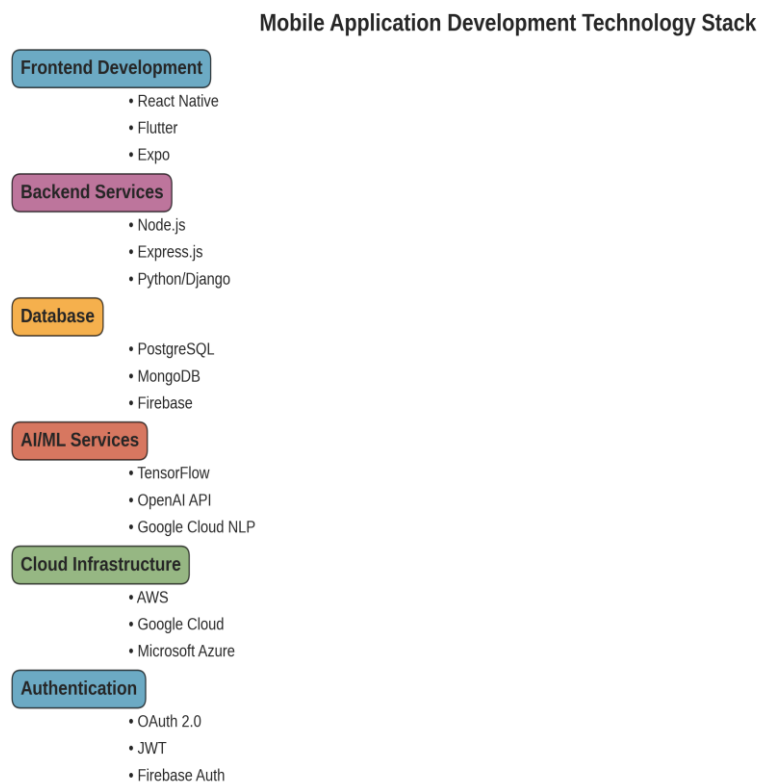 Mobile Application Development Technology Stack
Frontend Development
• React Native
• Flutter
• Expo
Backend Services
• Node.js
• Express.js
• Python/Django
Database
• PostgreSQL
• MongoDB
• Firebase
AI/ML Services
• TensorFlow
• OpenAI API
• Google Cloud NLP
Cloud Infrastructure
• AWS
• Google Cloud
• Microsoft Azure
Authentication
• OAuth 2.0
• JWT
• Firebase Auth